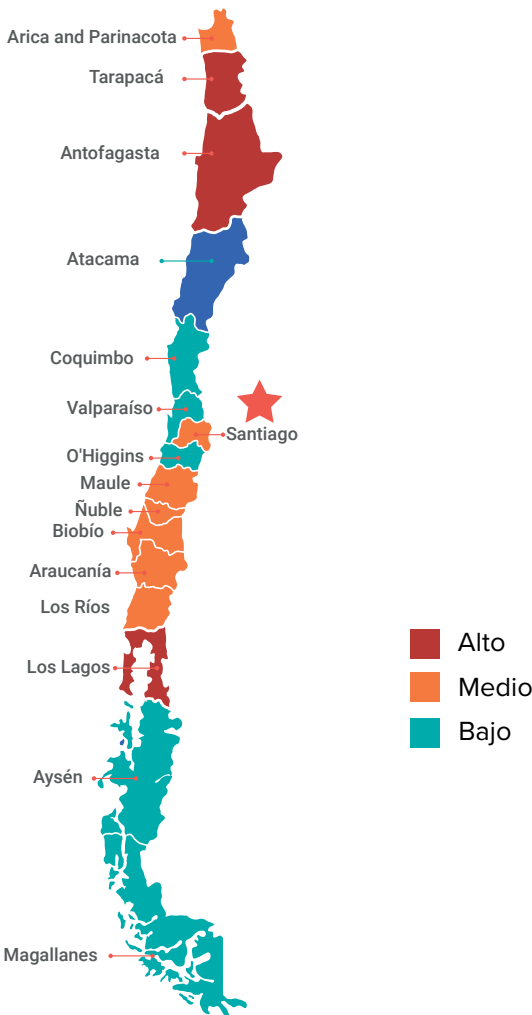 Arica and Parinacota
Tarapacá
Antofagasta
Atacama
Coquimbo
Valparaíso
Santiago
O'Higgins
Maule
Ñuble
Biobío
Araucanía
Los Ríos
Los Lagos
Alto
Medio
Bajo
Aysén
Magallanes